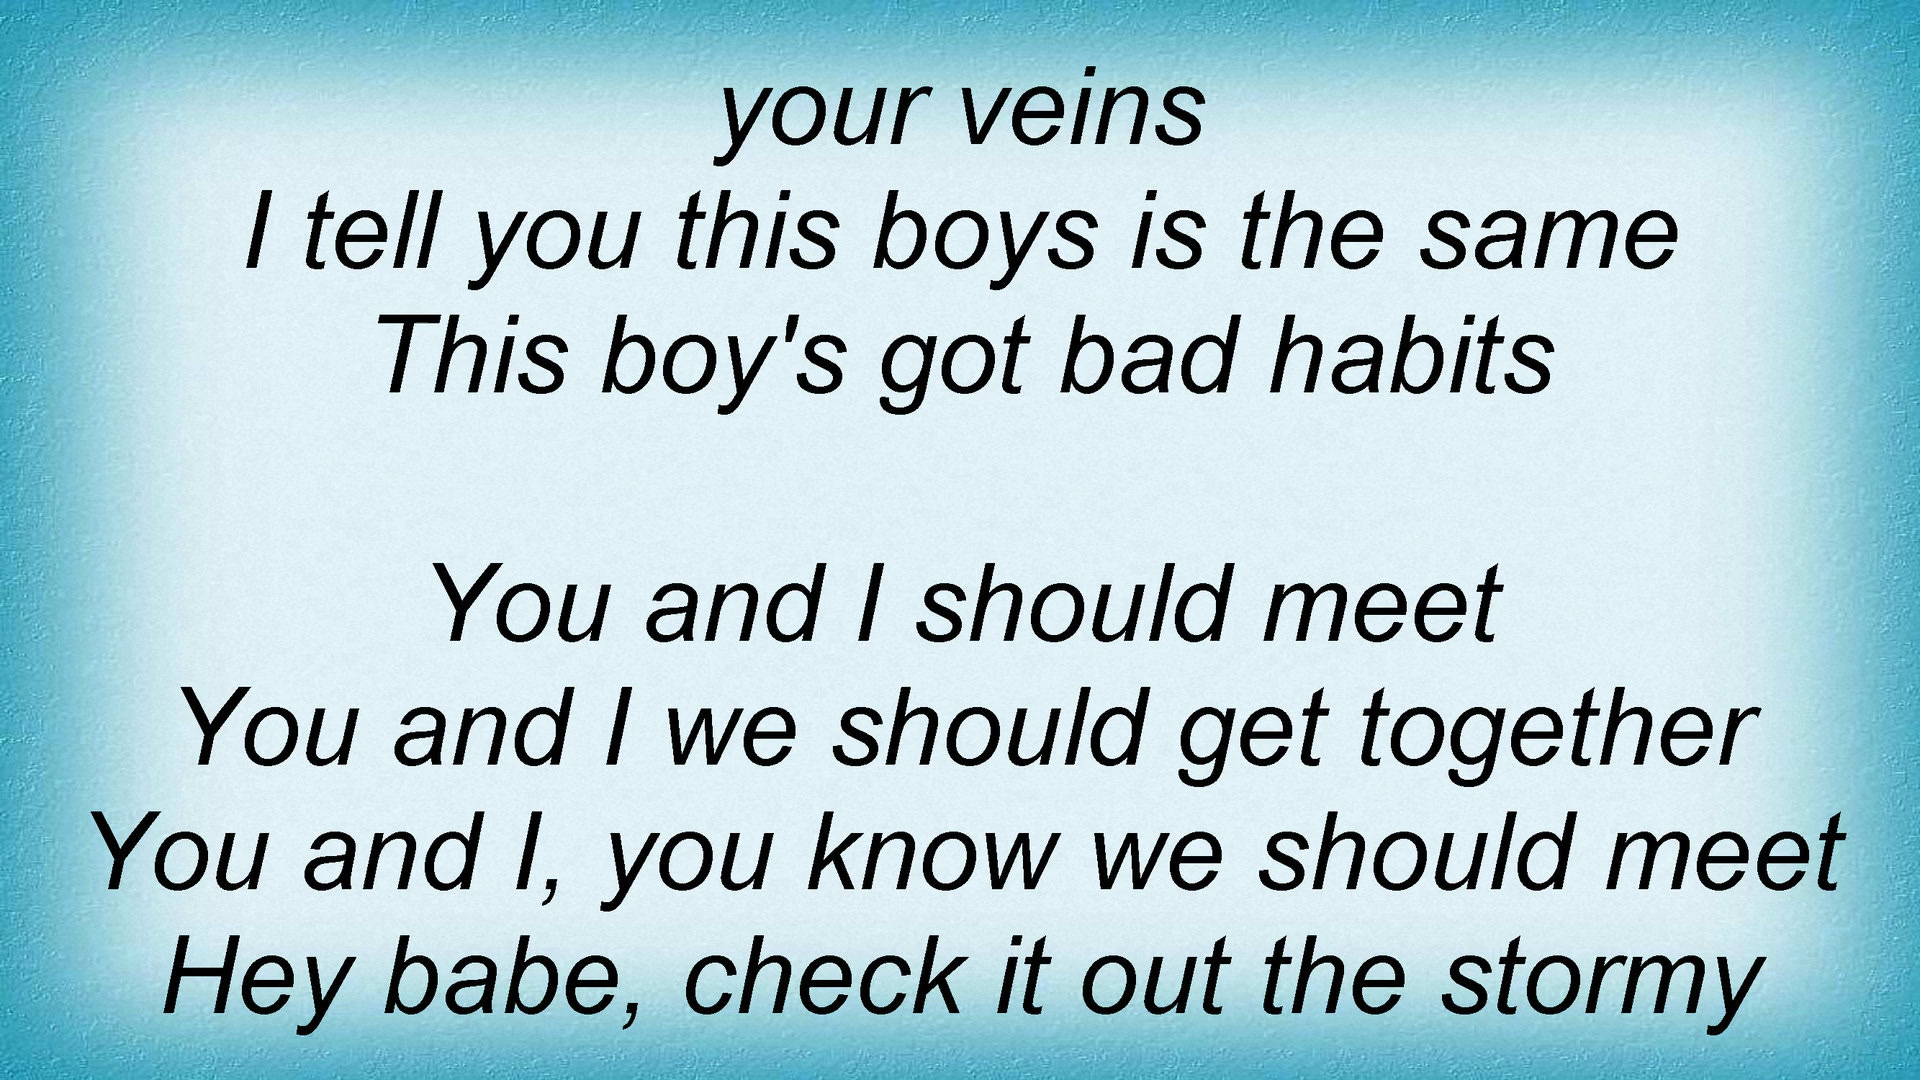 your veins
I tell you this boys is the same
This boy's got bad habits
You and I should meet
You and I we should get together
You and I, you know we should meet
Hey babe, check it out the stormy